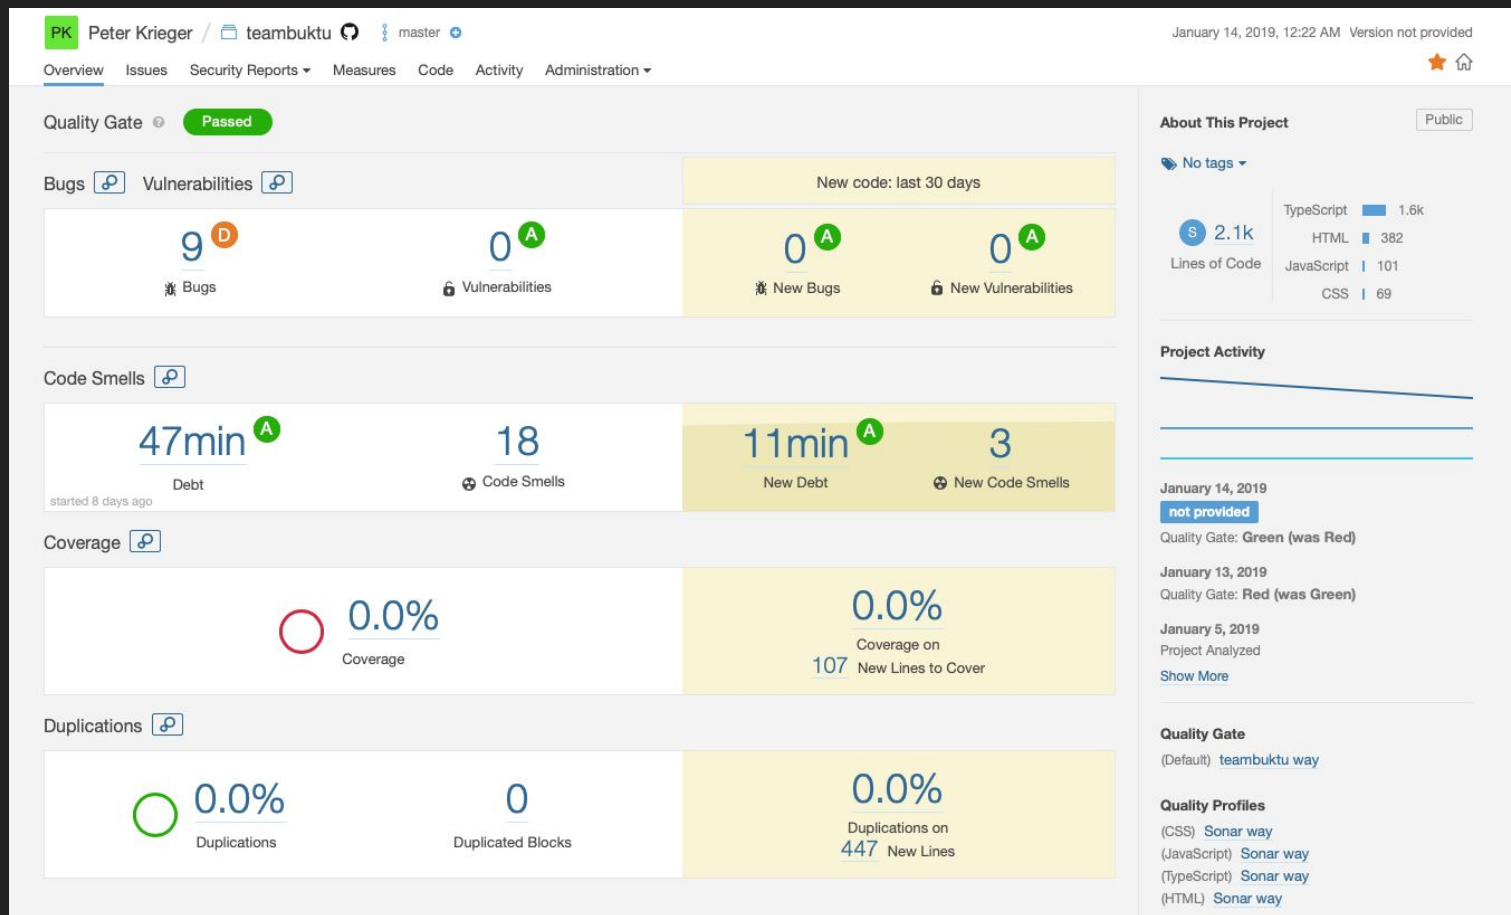 PK Peter Krieger / teambuktu master
January 14, 2019, 12:22 AM Version not provided
Overview Issues Security Reports Measures Code Activity Administration
Quality Gate ? Passed
Bugs Vulnerabilities
New code: last 30 days
9 D
Bugs
0 A
Vulnerabilities
0 A
New Bugs
0 A
New Vulnerabilities
Code Smells
47min A
Debt
started 8 days ago
18
Code Smells
11min A
New Debt
3
New Code Smells
Coverage
0.0%
Coverage
0.0%
Coverage on
107 New Lines to Cover
Duplications
0.0%
Duplications
0
Duplicated Blocks
0.0%
Duplications on
447 New Lines
About This Project Public
No tags
S 2.1k
Lines of Code
TypeScript 1.6k
HTML 382
JavaScript 101
CSS 69
Project Activity
January 14, 2019
not provided
Quality Gate: Green (was Red)
January 13, 2019
Quality Gate: Red (was Green)
January 5, 2019
Project Analyzed
Show More
Quality Gate
(Default) teambuktu way
Quality Profiles
(CSS) Sonar way
(JavaScript) Sonar way
(TypeScript) Sonar way
(HTML) Sonar way